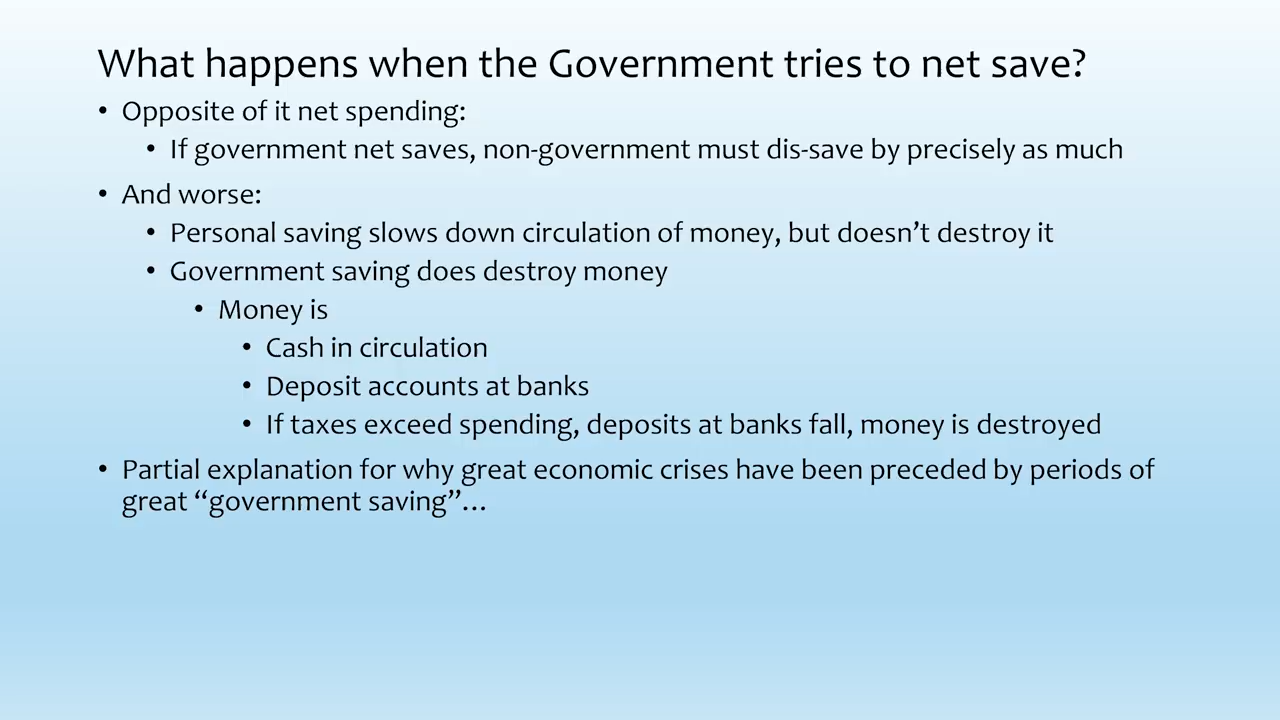 What happens when the Government tries to net save?
• Opposite of it net spending:
• If government net saves, non-government must dis-save by precisely as much
• And worse:
• Personal saving slows down circulation of money, but doesn’t destroy it
• Government saving does destroy money
• Money is
• Cash in circulation
• Deposit accounts at banks
• If taxes exceed spending, deposits at banks fall, money is destroyed
• Partial explanation for why great economic crises have been preceded by periods of
great “government saving”…